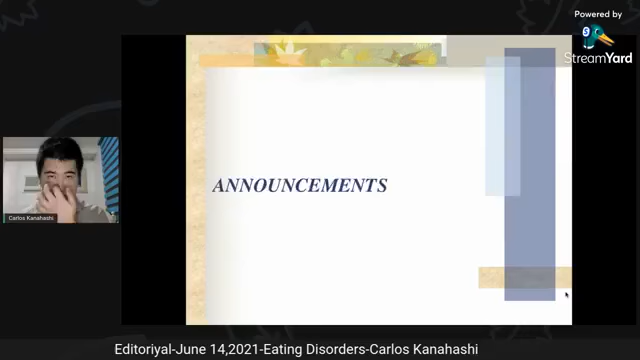 Powered by
StreamYard
ANNOUNCEMENTS
Carlos Kanahashi
Editoriyal-June 14,2021-Eating Disorders-Carlos Kanahashi